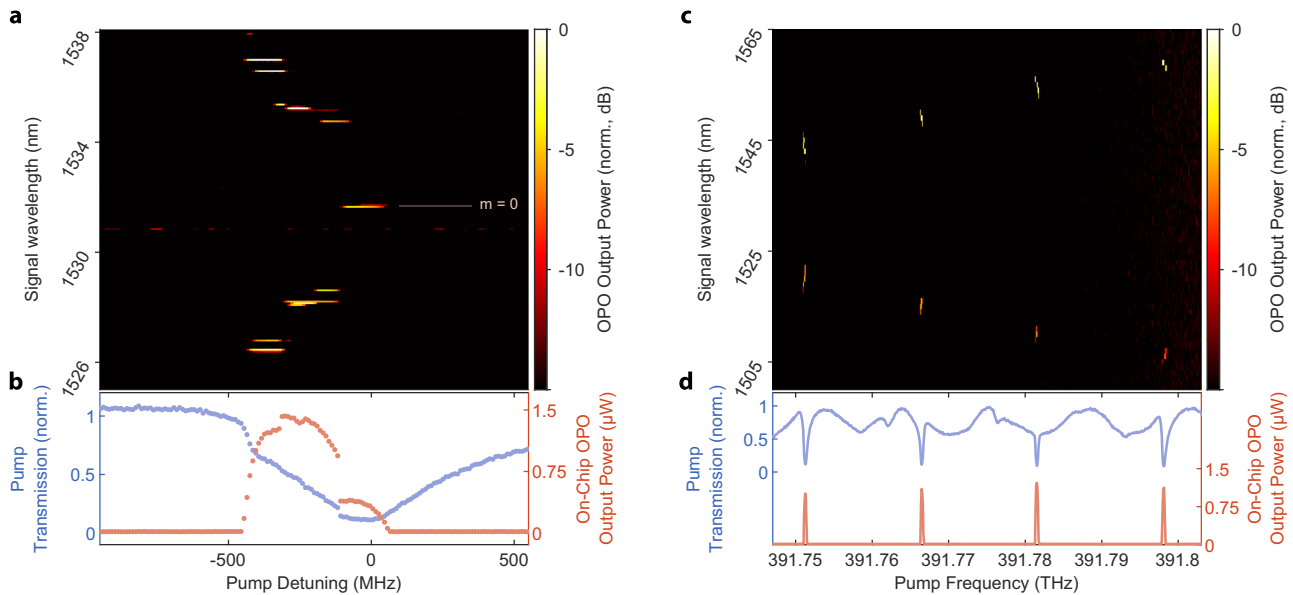 a
1538
1534
1530
1526
Signal wavelength (nm)
m = 0
0
-5
-10
OPO Output Power (norm., dB)
b
1
0.5
0
Pump
Transmission (norm.)
1.5
0.75
0
On-Chip OPO
Output Power (μW)
-500
0
500
Pump Detuning (MHz)
c
1565
1545
1525
1505
Signal wavelength (nm)
0
-5
-10
OPO Output Power (norm., dB)
d
1
0.5
0
Pump
Transmission (norm.)
1.5
0.75
0
On-Chip OPO
Output Power (μW)
391.75
391.76
391.77
391.78
391.79
391.8
Pump Frequency (THz)